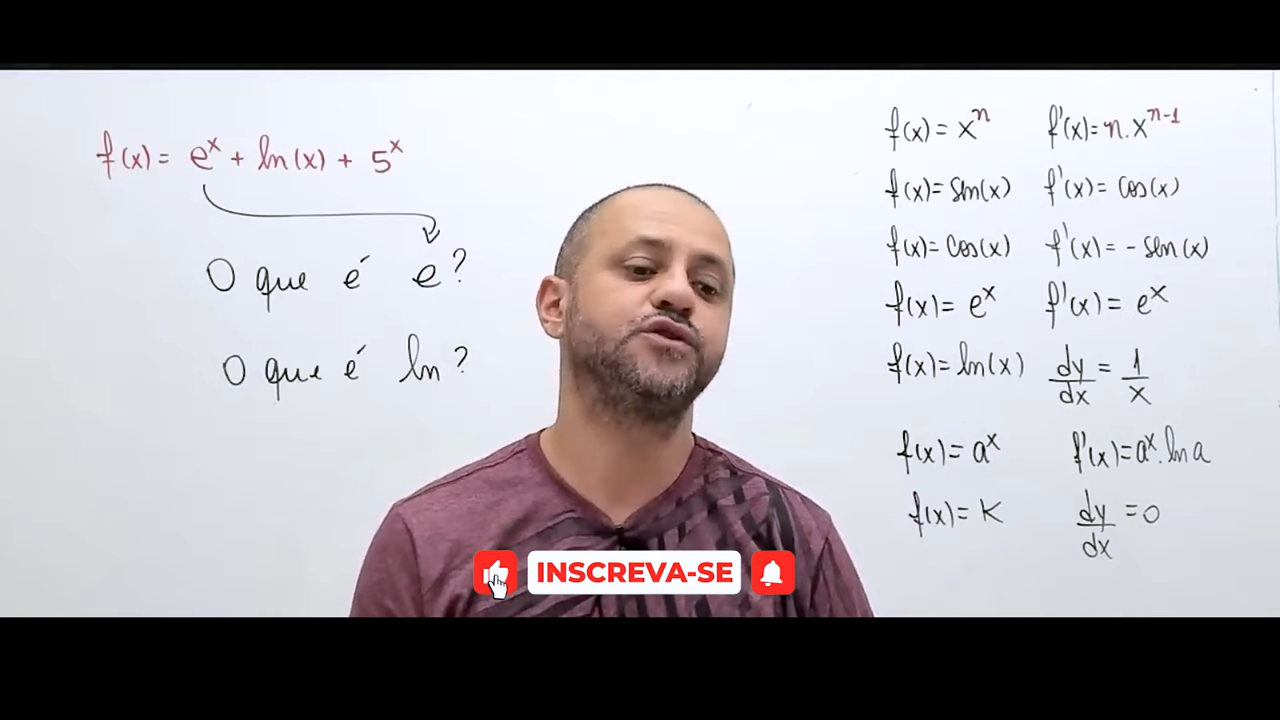 f(x) = e^x + ln(x) + 5^x
O que é e?
O que é ln?
f(x) = x^n f'(x) = n.x^{n-1}
f(x) = sen(x) f'(x) = cos(x)
f(x) = cos(x) f'(x) = - sen(x)
f(x) = e^x f'(x) = e^x
f(x) = ln(x) dy/dx = 1/x
f(x) = a^x f'(x) = a^x . ln a
f(x) = K dy/dx = 0
INSCREVA-SE